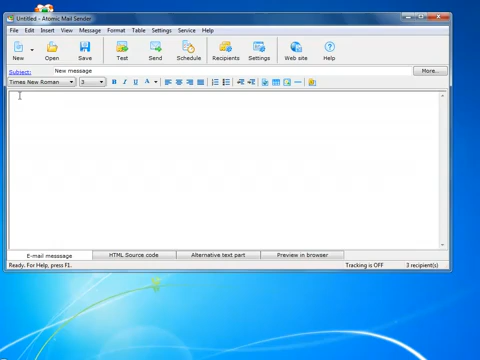 Untitled - Atomic Mail Sender
File Edit View Message Format Table Settings Service Help
New Open Save Test Send Schedule Recipients Settings Web site Help
Subject: New message More...
Times New Roman 3 B I U A
E-mail messsage HTML Source code Alternative text part Preview in browser
Ready. For Help, press F1. Tracking is OFF 3 recipient(s)